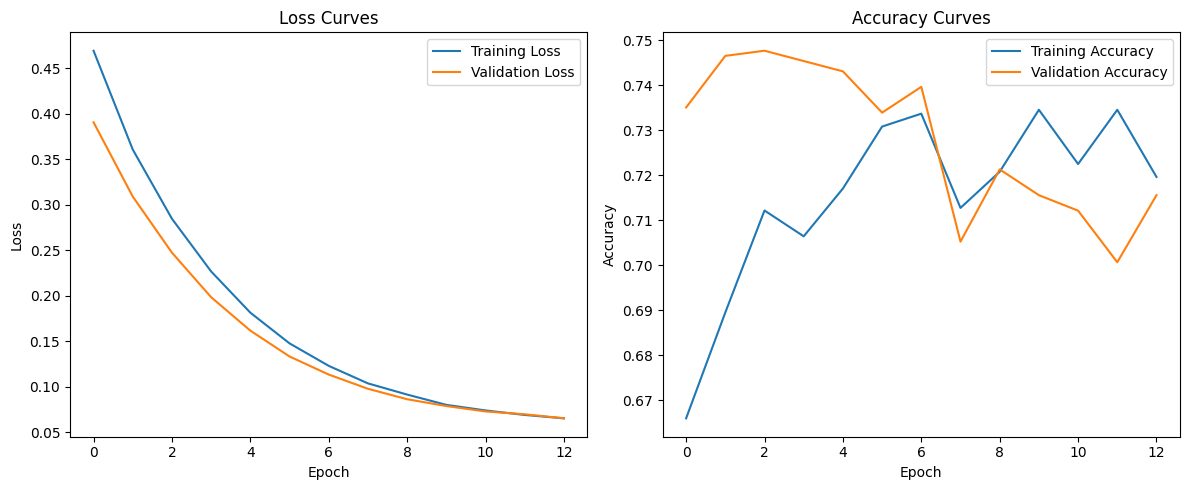 Loss Curves
Training Loss
Validation Loss
0.45
0.40
0.35
0.30
0.25
0.20
0.15
0.10
0.05
Loss
0 2 4 6 8 10 12
Epoch
Accuracy Curves
Training Accuracy
Validation Accuracy
0.75
0.74
0.73
0.72
0.71
0.70
0.69
0.68
0.67
Accuracy
0 2 4 6 8 10 12
Epoch